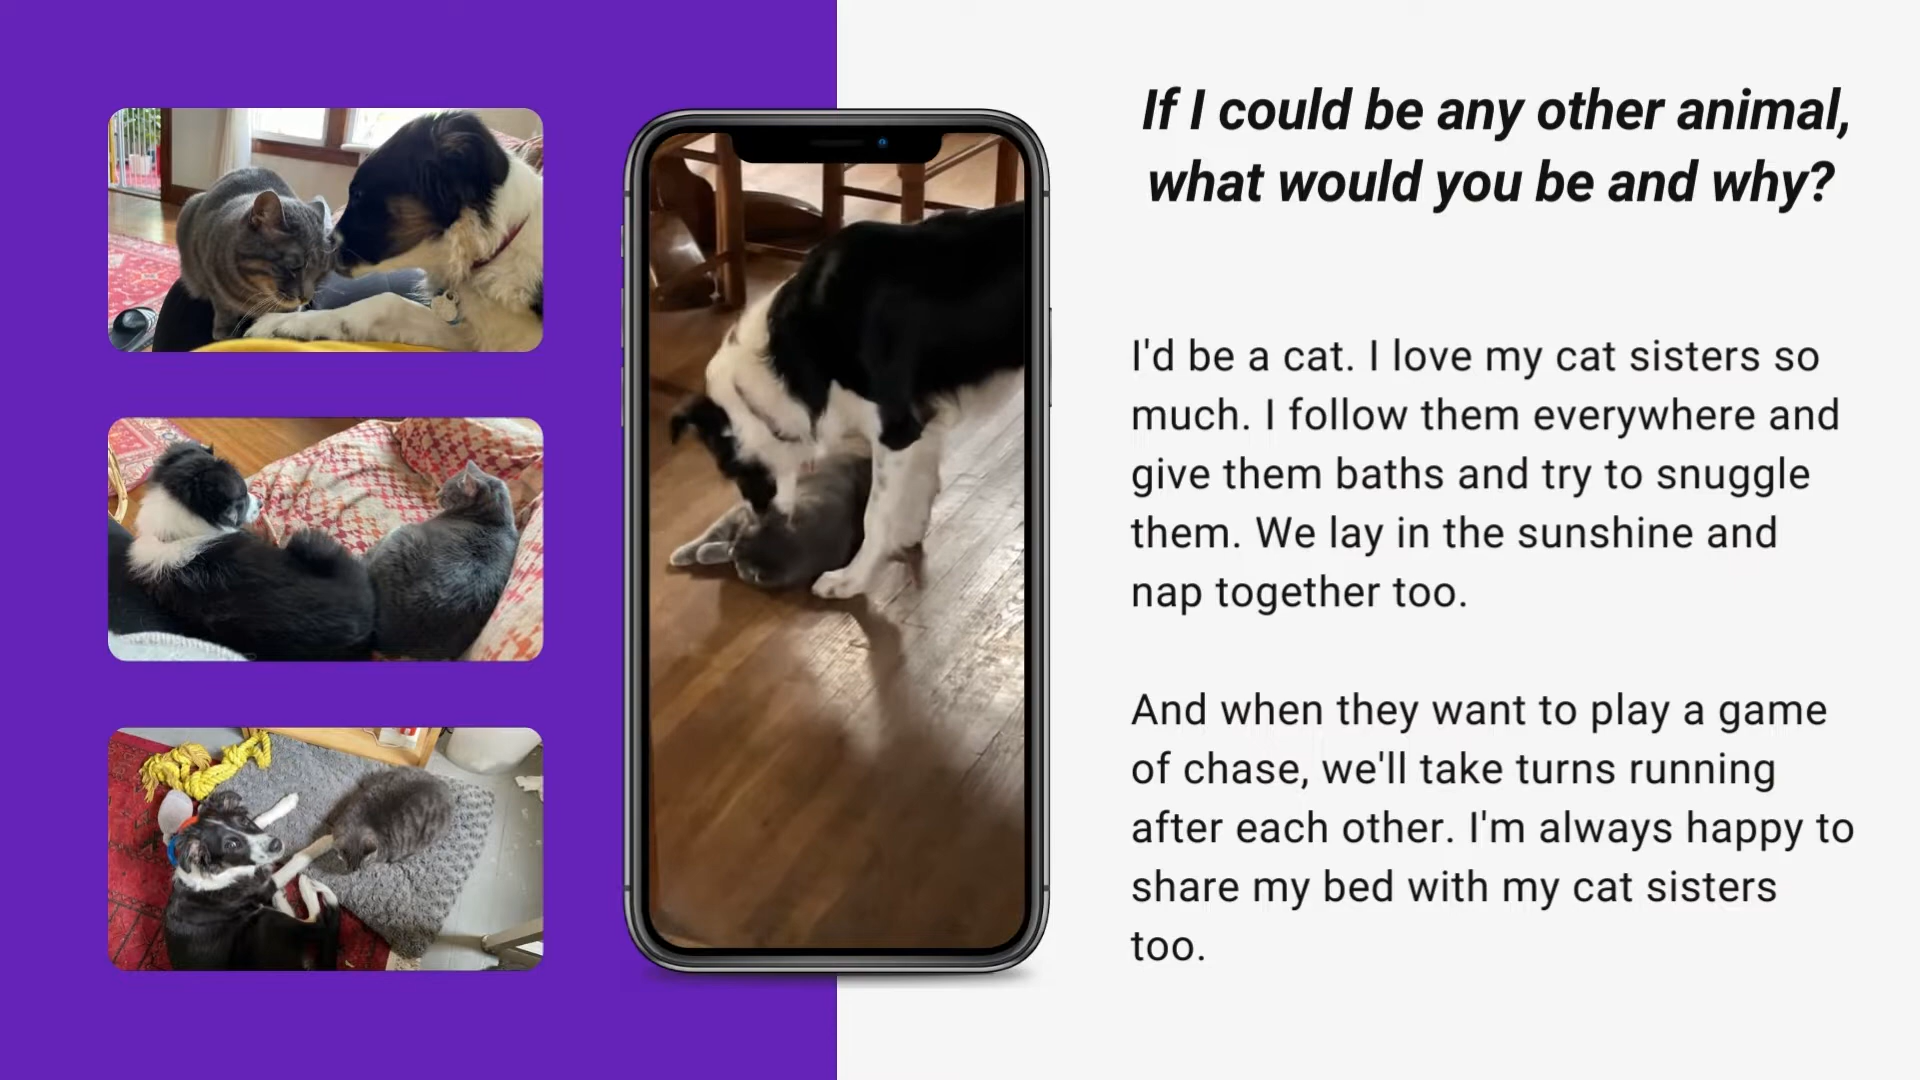 If I could be any other animal,
what would you be and why?
I'd be a cat. I love my cat sisters so
much. I follow them everywhere and
give them baths and try to snuggle
them. We lay in the sunshine and
nap together too.
And when they want to play a game
of chase, we'll take turns running
after each other. I'm always happy to
share my bed with my cat sisters
too.